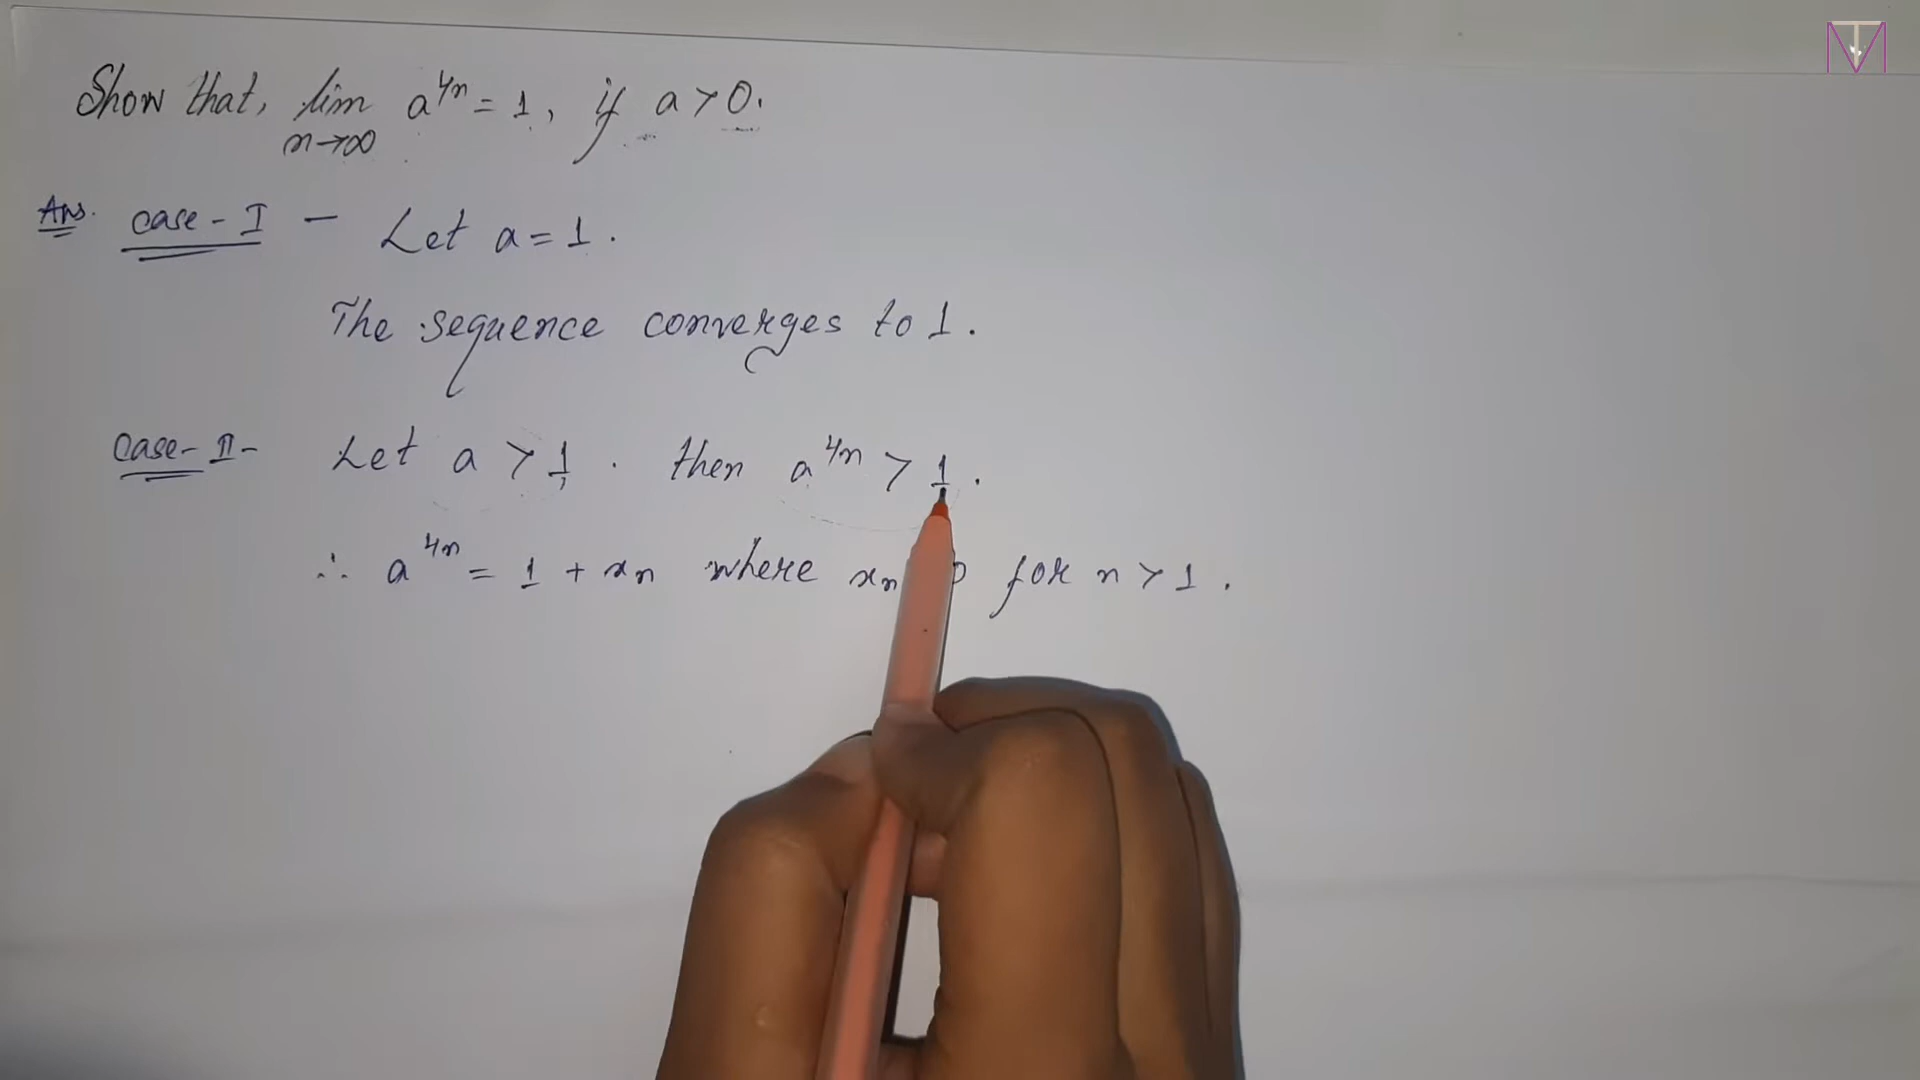 Show that, lim a^1/n = 1, if a > 0.
n→∞
Ans. case - I – Let a = 1.
The sequence converges to 1.
Case - II - Let a > 1. then a^1/n > 1.
∴ a^1/n = 1 + xn where xn for n > 1.